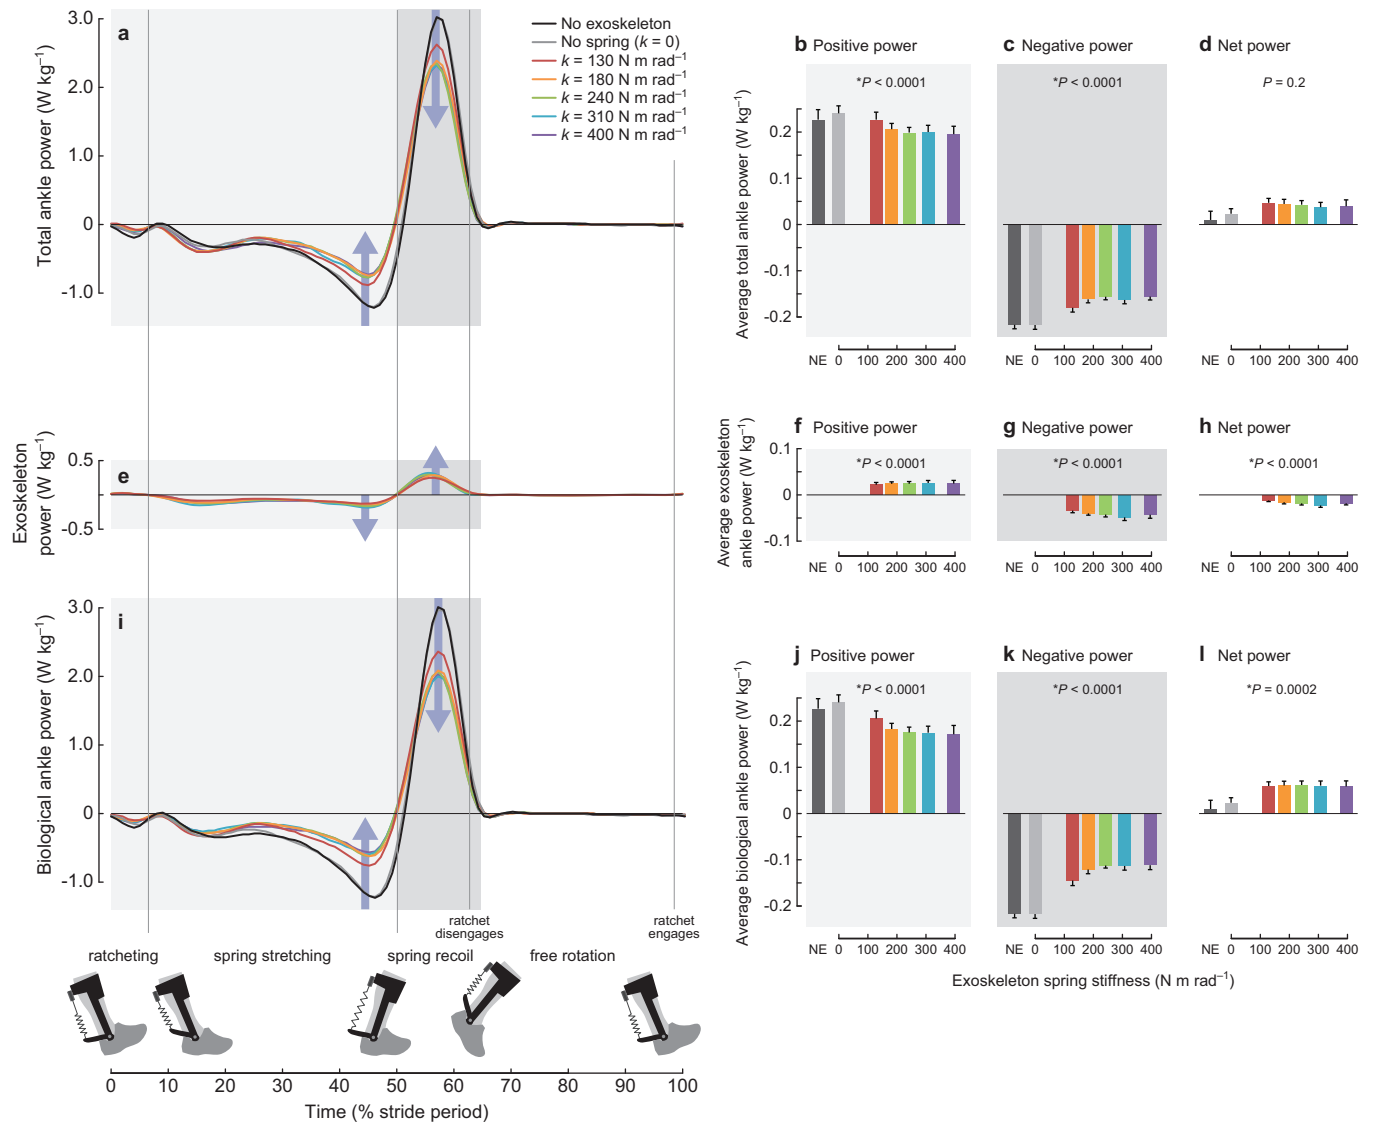 a
Total ankle power (W kg−1)
3.0
2.0
1.0
0
-1.0
No exoskeleton
No spring (k = 0)
k = 130 N m rad−1
k = 180 N m rad−1
k = 240 N m rad−1
k = 310 N m rad−1
k = 400 N m rad−1
b Positive power
c Negative power
d Net power
*P < 0.0001
*P < 0.0001
P = 0.2
Average total ankle power (W kg−1)
0.2
0.1
0
-0.1
-0.2
NE 0 100 200 300 400
NE 0 100 200 300 400
NE 0 100 200 300 400
e
Exoskeleton
power (W kg−1)
0.5
0
-0.5
f Positive power
g Negative power
h Net power
*P < 0.0001
*P < 0.0001
*P < 0.0001
Average exoskeleton
ankle power (W kg−1)
0.1
0
-0.1
NE 0 100 200 300 400
NE 0 100 200 300 400
NE 0 100 200 300 400
i
Biological ankle power (W kg−1)
3.0
2.0
1.0
0
-1.0
ratchet
disengages
ratchet
engages
j Positive power
k Negative power
l Net power
*P < 0.0001
*P < 0.0001
*P = 0.0002
Average biological ankle power (W kg−1)
0.2
0.1
0
-0.1
-0.2
NE 0 100 200 300 400
NE 0 100 200 300 400
NE 0 100 200 300 400
Exoskeleton spring stiffness (N m rad−1)
ratcheting
spring stretching
spring recoil
free rotation
0 10 20 30 40 50 60 70 80 90 100
Time (% stride period)